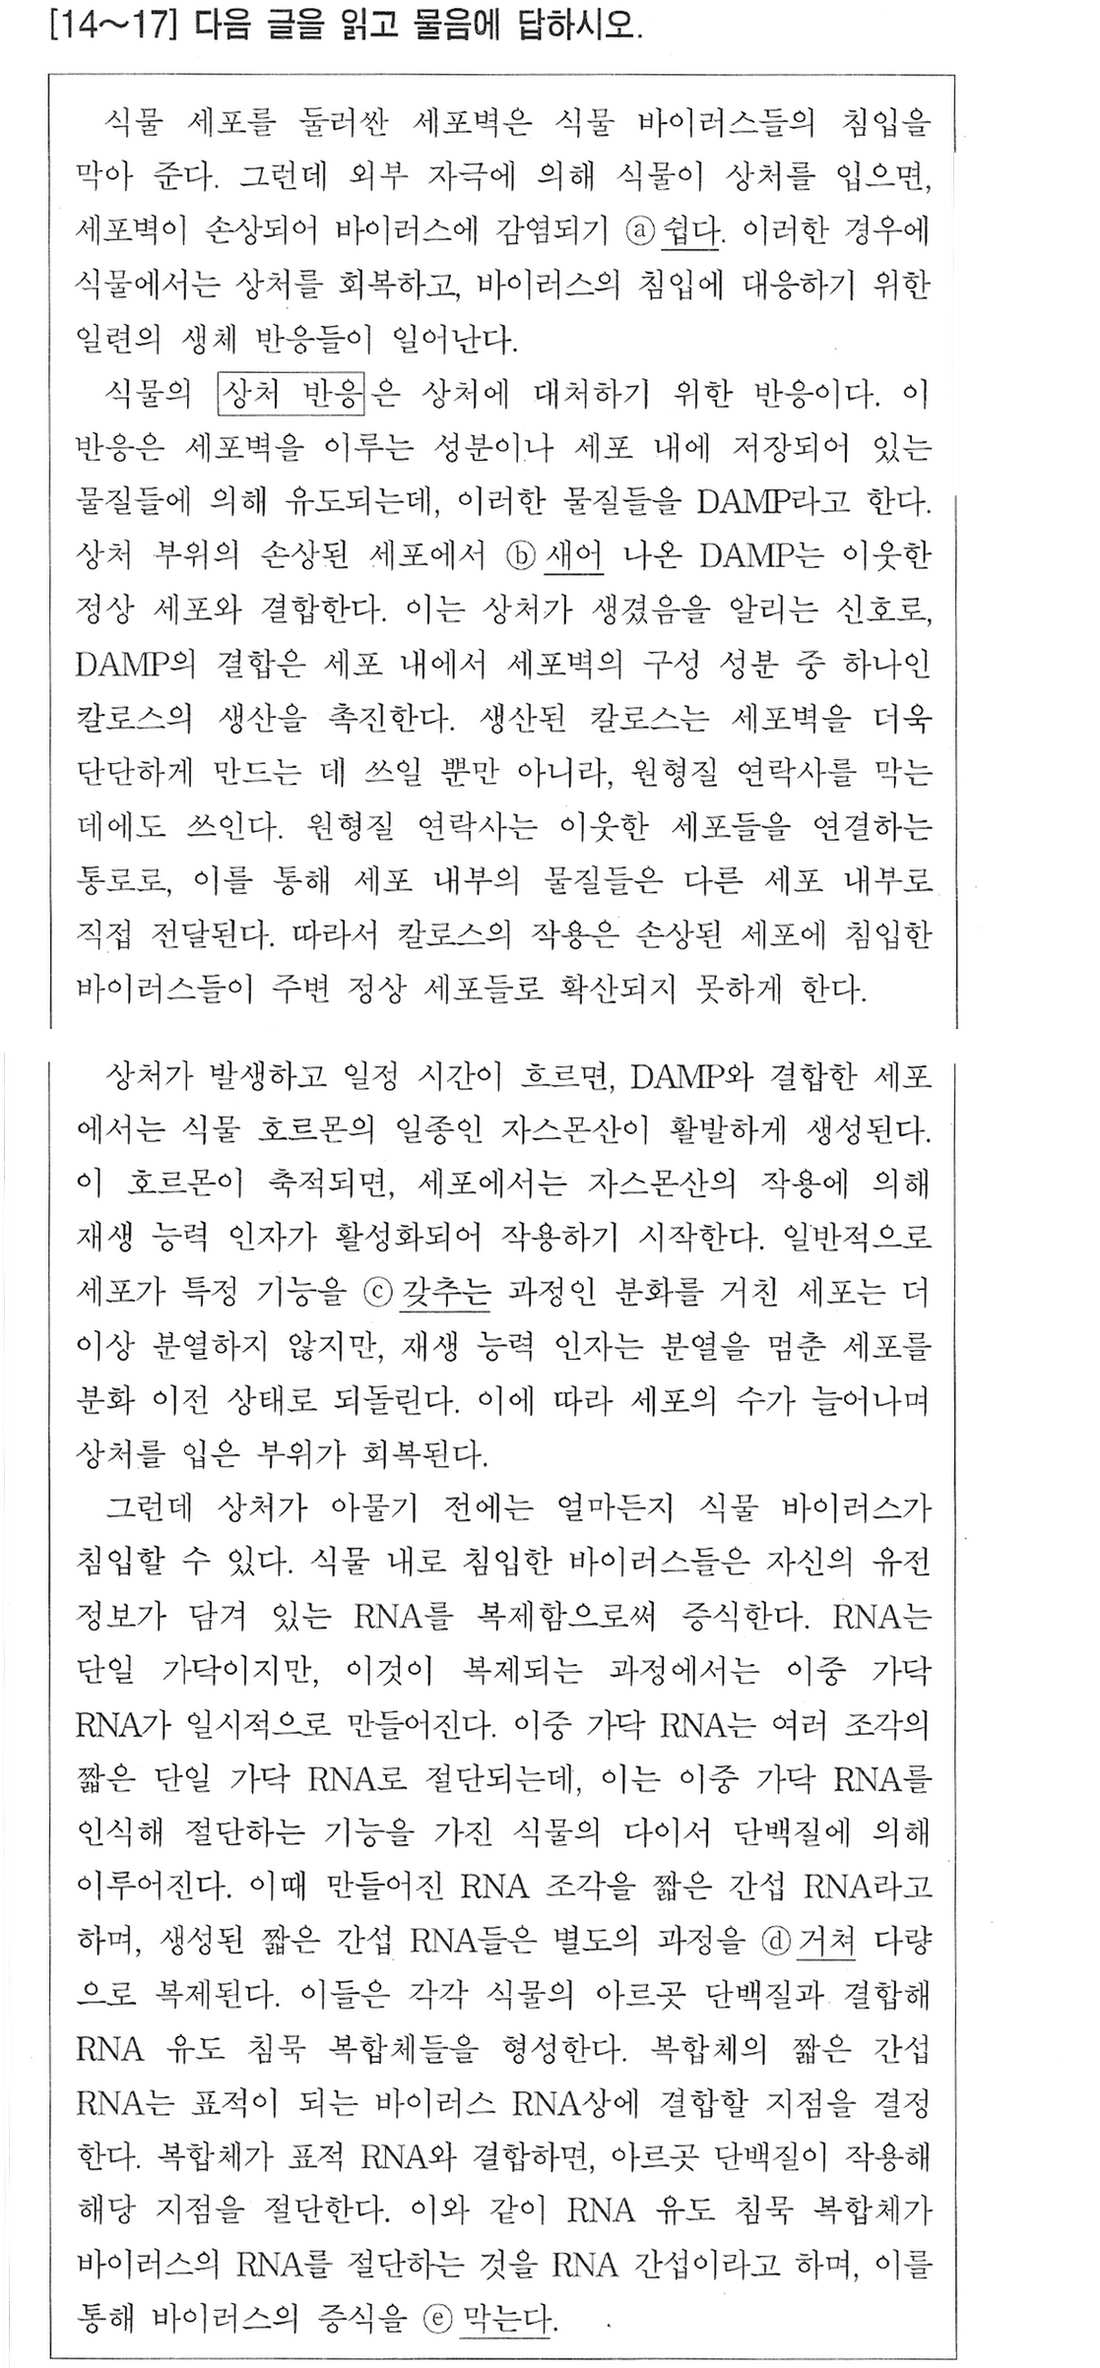 [14～17] 다음 글을 읽고 물음에 답하시오.
식물 세포를 둘러싼 세포벽은 식물 바이러스들의 침입을
막아 준다. 그런데 외부 자극에 의해 식물이 상처를 입으면,
세포벽이 손상되어 바이러스에 감염되기 ⓐ쉽다. 이러한 경우에
식물에서는 상처를 회복하고, 바이러스의 침입에 대응하기 위한
일련의 생체 반응들이 일어난다.
식물의 상처 반응은 상처에 대처하기 위한 반응이다. 이
반응은 세포벽을 이루는 성분이나 세포 내에 저장되어 있는
물질들에 의해 유도되는데, 이러한 물질들을 DAMP라고 한다.
상처 부위의 손상된 세포에서 ⓑ새어 나온 DAMP는 이웃한
정상 세포와 결합한다. 이는 상처가 생겼음을 알리는 신호로,
DAMP의 결합은 세포 내에서 세포벽의 구성 성분 중 하나인
칼로스의 생산을 촉진한다. 생산된 칼로스는 세포벽을 더욱
단단하게 만드는 데 쓰일 뿐만 아니라, 원형질 연락사를 막는
데에도 쓰인다. 원형질 연락사는 이웃한 세포들을 연결하는
통로로, 이를 통해 세포 내부의 물질들은 다른 세포 내부로
직접 전달된다. 따라서 칼로스의 작용은 손상된 세포에 침입한
바이러스들이 주변 정상 세포들로 확산되지 못하게 한다.
상처가 발생하고 일정 시간이 흐르면, DAMP와 결합한 세포
에서는 식물 호르몬의 일종인 자스몬산이 활발하게 생성된다.
이 호르몬이 축적되면, 세포에서는 자스몬산의 작용에 의해
재생 능력 인자가 활성화되어 작용하기 시작한다. 일반적으로
세포가 특정 기능을 ⓒ갖추는 과정인 분화를 거친 세포는 더
이상 분열하지 않지만, 재생 능력 인자는 분열을 멈춘 세포를
분화 이전 상태로 되돌린다. 이에 따라 세포의 수가 늘어나며
상처를 입은 부위가 회복된다.
그런데 상처가 아물기 전에는 얼마든지 식물 바이러스가
침입할 수 있다. 식물 내로 침입한 바이러스들은 자신의 유전
정보가 담겨 있는 RNA를 복제함으로써 증식한다. RNA는
단일 가닥이지만, 이것이 복제되는 과정에서는 이중 가닥
RNA가 일시적으로 만들어진다. 이중 가닥 RNA는 여러 조각의
짧은 단일 가닥 RNA로 절단되는데, 이는 이중 가닥 RNA를
인식해 절단하는 기능을 가진 식물의 다이서 단백질에 의해
이루어진다. 이때 만들어진 RNA 조각을 짧은 간섭 RNA라고
하며, 생성된 짧은 간섭 RNA들은 별도의 과정을 ⓓ거쳐 다량
으로 복제된다. 이들은 각각 식물의 아르곳 단백질과 결합해
RNA 유도 침묵 복합체들을 형성한다. 복합체의 짧은 간섭
RNA는 표적이 되는 바이러스 RNA상에 결합할 지점을 결정
한다. 복합체가 표적 RNA와 결합하면, 아르곳 단백질이 작용해
해당 지점을 절단한다. 이와 같이 RNA 유도 침묵 복합체가
바이러스의 RNA를 절단하는 것을 RNA 간섭이라고 하며, 이를
통해 바이러스의 증식을 ⓔ막는다.